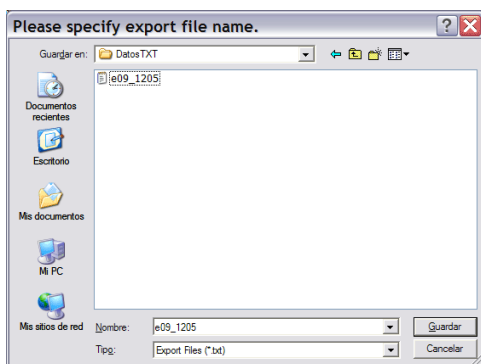 Please specify export file name.
Guardar en: DatosTXT
e09_1205
Documentos
recientes
Escritorio
Mis documentos
Mi PC
Mis sitios de red
Nombre: e09_1205 Guardar
Tipo: Export Files (*.txt) Cancelar